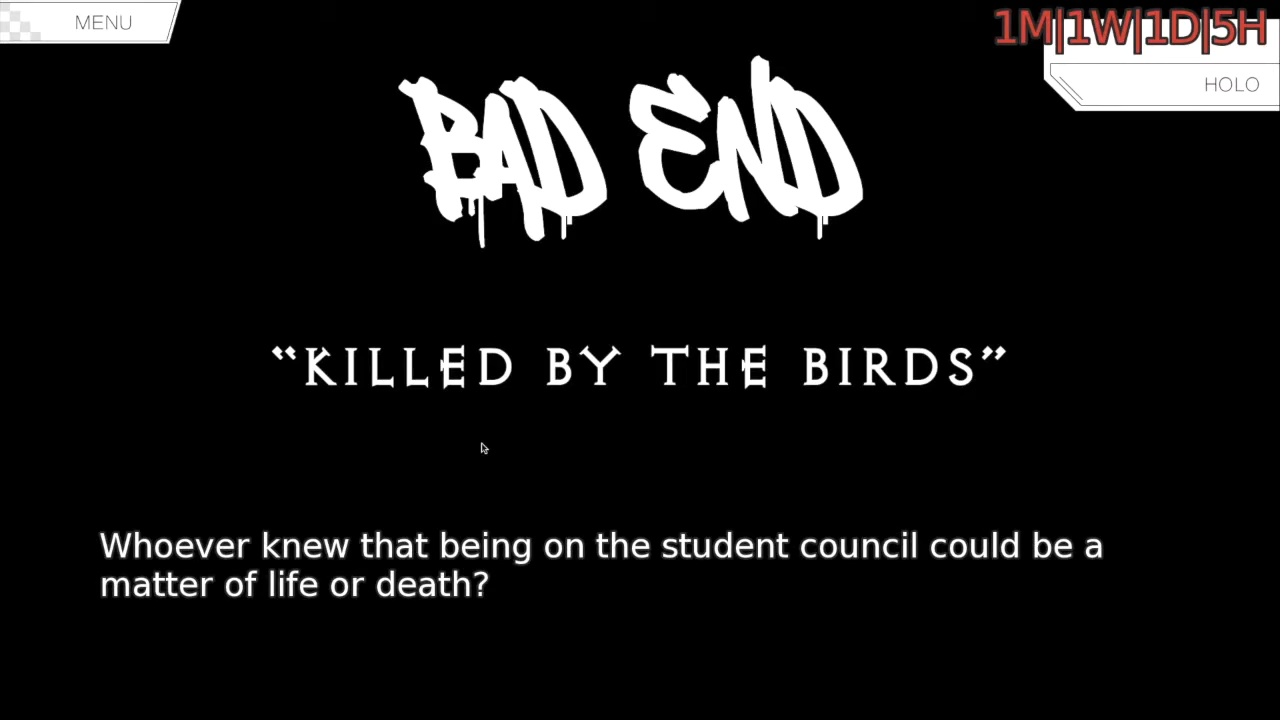 MENU
1M|1W|1D|5H
HOLO
BAD END
“KILLED BY THE BIRDS”
Whoever knew that being on the student council could be a
matter of life or death?